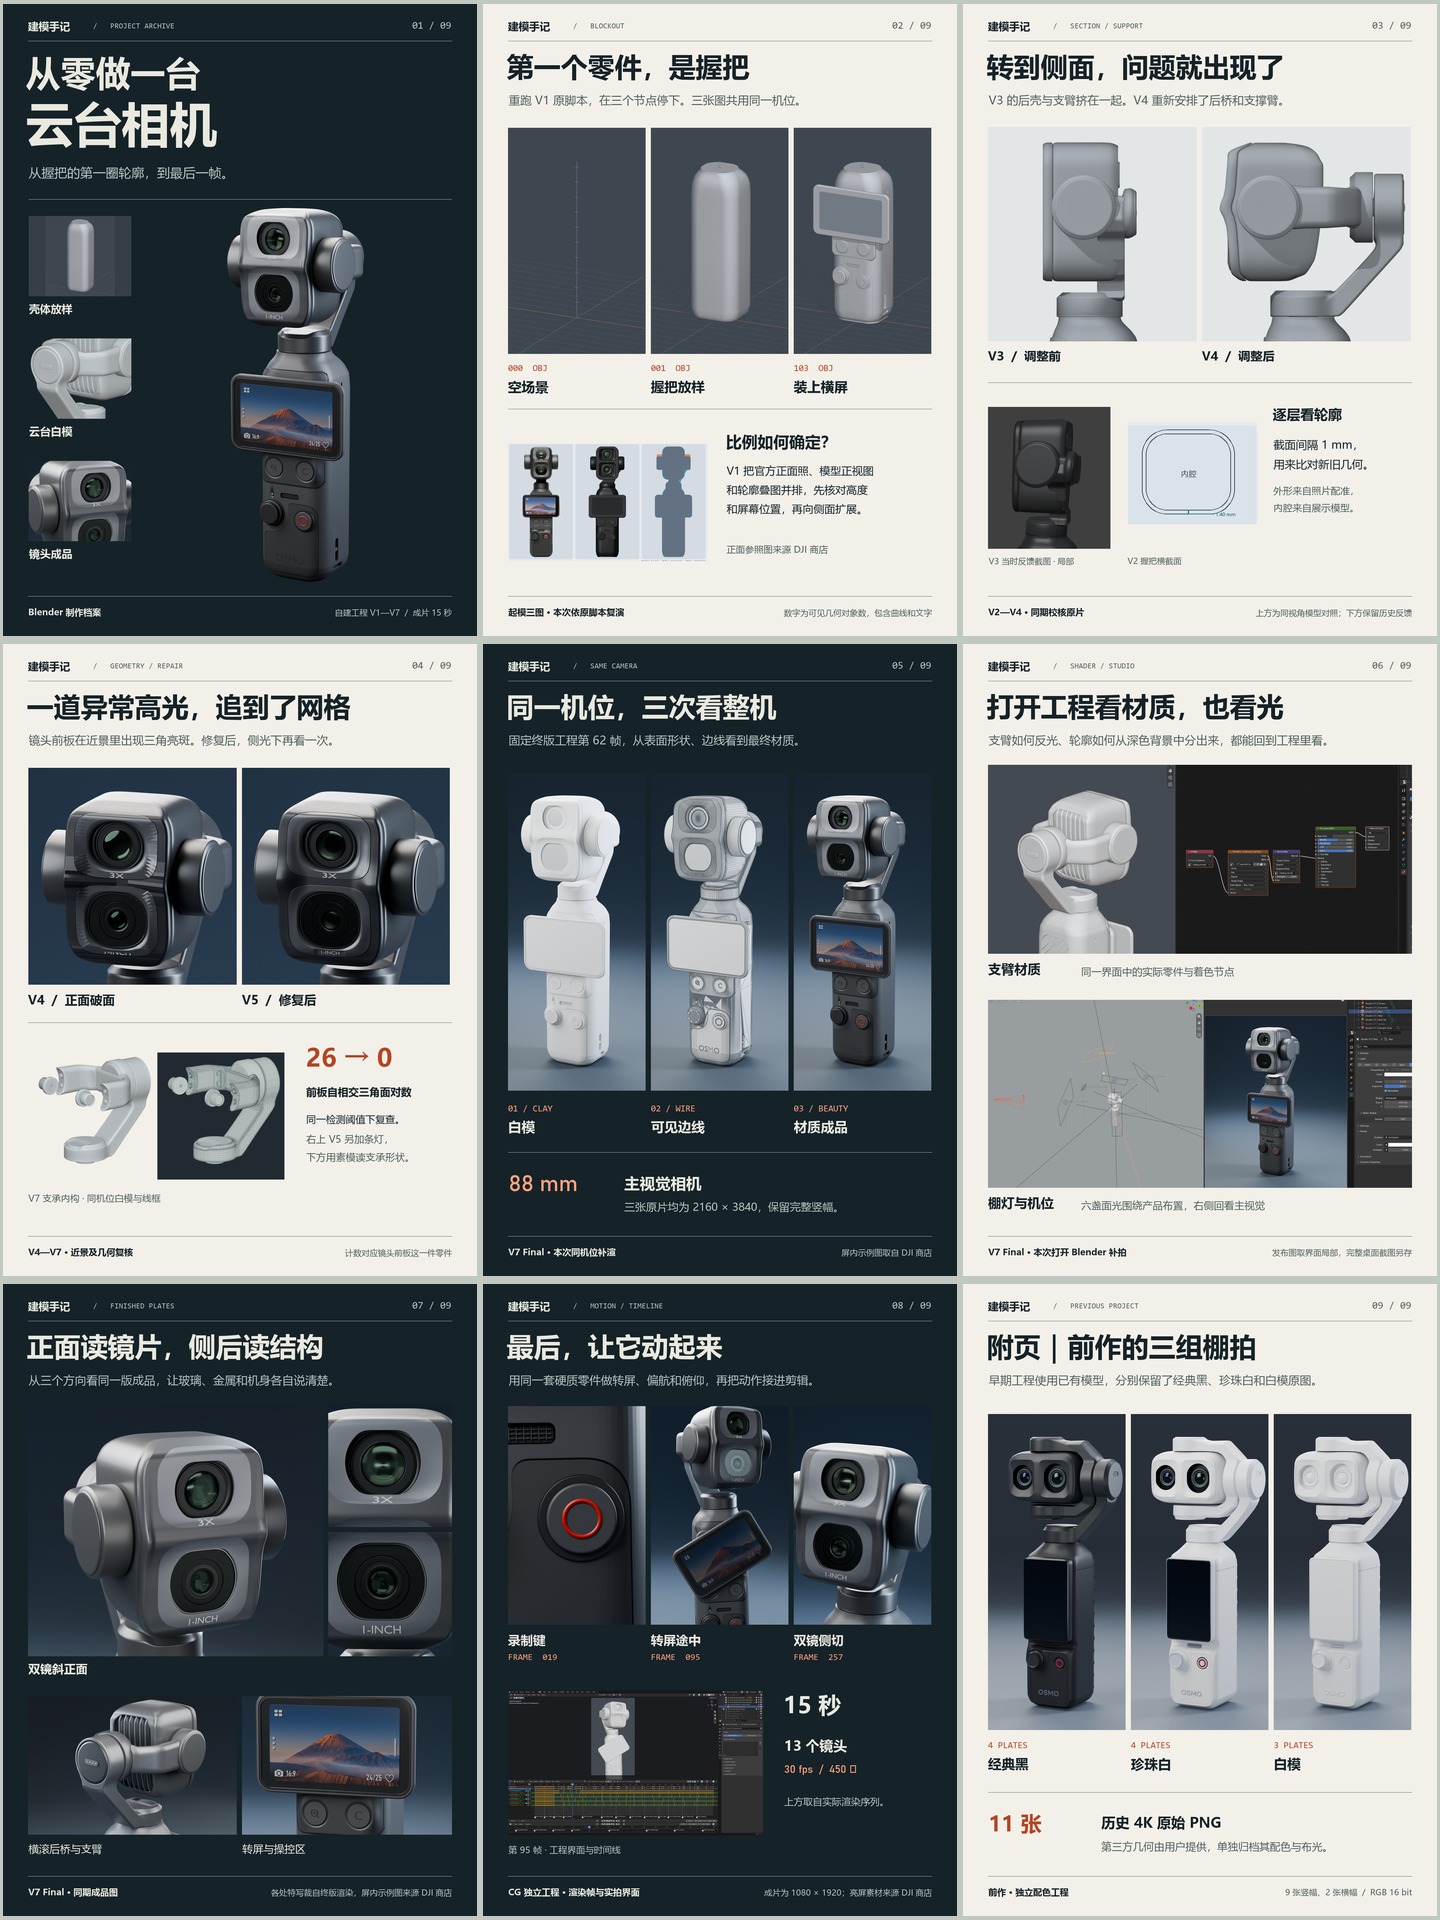 建模手记 / PROJECT ARCHIVE 01 / 09
从零做一台
云台相机
从握把的第一圈轮廓，到最后一帧。
壳体放样
云台白模
镜头成品
1-INCH
16:9 24/25
Blender 制作档案 自建工程 V1—V7 / 成片 15 秒
建模手记 / BLOCKOUT 02 / 09
第一个零件，是握把
重跑 V1 原脚本，在三个节点停下。三张图共用同一机位。
000 OBJ 001 OBJ 103 OBJ
空场景 握把放样 装上横屏
比例如何确定？
V1 把官方正面照、模型正视图
和轮廓叠图并排，先核对高度
和屏幕位置，再向侧面扩展。
正面参照图来源 DJI 商店
起模三图 • 本次依原脚本复演 数字为可见几何对象数，包含曲线和文字
建模手记 / SECTION / SUPPORT 03 / 09
转到侧面，问题就出现了
V3 的后壳与支臂挤在一起。V4 重新安排了后桥和支撑臂。
V3 / 调整前 V4 / 调整后
逐层看轮廓
截面间隔 1 mm，
用来比对新旧几何。
外形来自照片配准，
内腔来自展示模型。
内腔
1.40 mm
V3 当时反馈截图 · 局部 V2 握把横截面
V2—V4 • 同期校核原片 上方为同视角模型对照；下方保留历史反馈
建模手记 / GEOMETRY / REPAIR 04 / 09
一道异常高光，追到了网格
镜头前板在近景里出现三角亮斑。修复后，侧光下再看一次。
3X 3X
1-INCH 1-INCH
V4 / 正面破面 V5 / 修复后
26 → 0
前板自相交三角面对数
同一检测阈值下复查。
右上 V5 另加条灯，
下方用素模读支承形状。
V7 支承内构 · 同机位白模与线框
V4—V7 • 近景及几何复核 计数对应镜头前板这一件零件
建模手记 / SAME CAMERA 05 / 09
同一机位，三次看整机
固定终版工程第 62 帧，从表面形状、边线看到最终材质。
OSMO
01 / CLAY 02 / WIRE 03 / BEAUTY
白模 可见边线 材质成品
88 mm 主视觉相机
三张原片均为 2160 × 3840，保留完整竖幅。
V7 Final • 本次同机位补渲 屏内示例图取自 DJI 商店
建模手记 / SHADER / STUDIO 06 / 09
打开工程看材质，也看光
支臂如何反光、轮廓如何从深色背景中分出来，都能回到工程里看。
支臂材质 同一界面中的实际零件与着色节点
棚灯与机位 六盏面光围绕产品布置，右侧回看主视觉
V7 Final • 本次打开 Blender 补拍 发布图取界面局部，完整桌面截图另存
建模手记 / FINISHED PLATES 07 / 09
正面读镜片，侧后读结构
从三个方向看同一版成品，让玻璃、金属和机身各自说清楚。
3X 3X
1-INCH 1-INCH
双镜斜正面
16:9 24/25
横滚后桥与支臂 转屏与操控区
V7 Final • 同期成品图 各处特写裁自终版渲染，屏内示例图来源 DJI 商店
建模手记 / MOTION / TIMELINE 08 / 09
最后，让它动起来
用同一套硬质零件做转屏、偏航和俯仰，再把动作接进剪辑。
3X
1-INCH
录制键 转屏途中 双镜侧切
FRAME 019 FRAME 095 FRAME 257
15 秒
13 个镜头
30 fps / 450 □
上方取自实际渲染序列。
第 95 帧 · 工程界面与时间线
CG 独立工程 • 渲染帧与实拍界面 成片为 1080 × 1920；亮屏素材来源 DJI 商店
建模手记 / PREVIOUS PROJECT 09 / 09
附页｜前作的三组棚拍
早期工程使用已有模型，分别保留了经典黑、珍珠白和白模原图。
OSMO OSMO OSMO
4 PLATES 4 PLATES 3 PLATES
经典黑 珍珠白 白模
11 张 历史 4K 原始 PNG
第三方几何由用户提供，单独归档其配色与布光。
前作 • 独立配色工程 9 张竖幅、2 张横幅 / RGB 16 bit